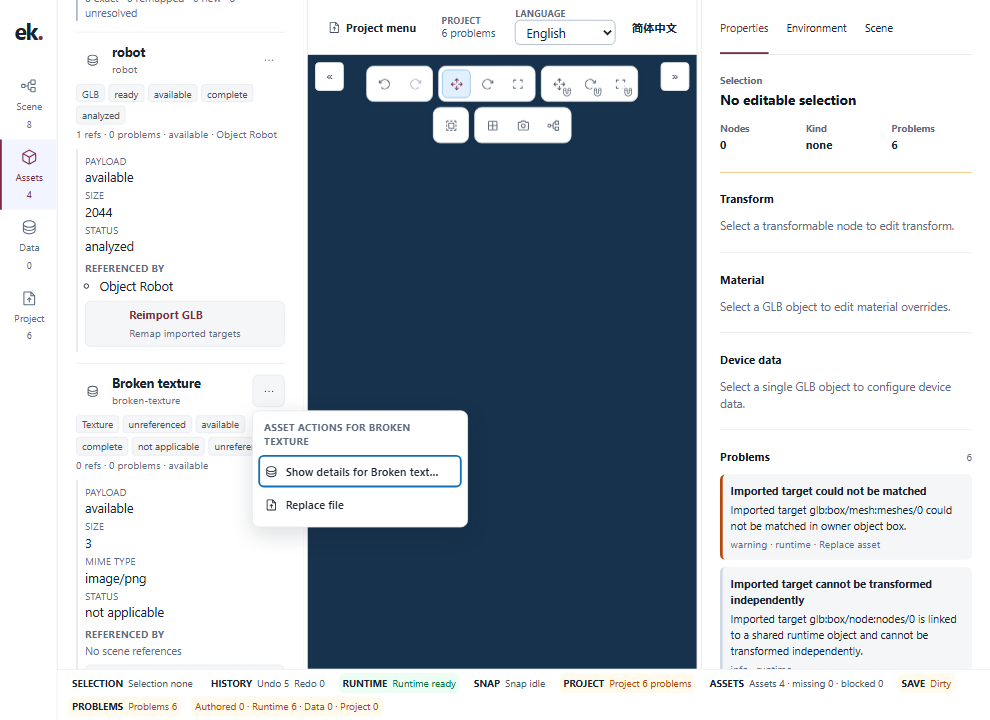 ek.
Scene
8
Assets
4
Data
0
Project
6
unresolved
robot
robot
...
GLB ready available complete
analyzed
1 refs · 0 problems · available · Object Robot
PAYLOAD
available
SIZE
2044
STATUS
analyzed
REFERENCED BY
Object Robot
Reimport GLB
Remap imported targets
Broken texture
broken-texture
...
Texture unreferenced available
complete not applicable
0 refs · 0 problems · available
PAYLOAD
available
SIZE
3
MIME TYPE
image/png
STATUS
not applicable
REFERENCED BY
No scene references
ASSET ACTIONS FOR BROKEN
TEXTURE
Show details for Broken text...
Replace file
Project menu
PROJECT
6 problems
LANGUAGE
English
简体中文
«
»
Properties Environment Scene
Selection
No editable selection
Nodes Kind Problems
0 none 6
Transform
Select a transformable node to edit transform.
Material
Select a GLB object to edit material overrides.
Device data
Select a single GLB object to configure device
data.
Problems 6
Imported target could not be matched
Imported target glb:box/mesh:meshes/0 could
not be matched in owner object box.
warning · runtime · Replace asset
Imported target cannot be transformed
independently
Imported target glb:box/node:nodes/0 is linked
to a shared runtime object and cannot be
transformed independently.
SELECTION Selection none HISTORY Undo 5 Redo 0 RUNTIME Runtime ready SNAP Snap idle PROJECT Project 6 problems ASSETS Assets 4 · missing 0 · blocked 0 SAVE Dirty
PROBLEMS Problems 6 Authored 0 · Runtime 6 · Data 0 · Project 0